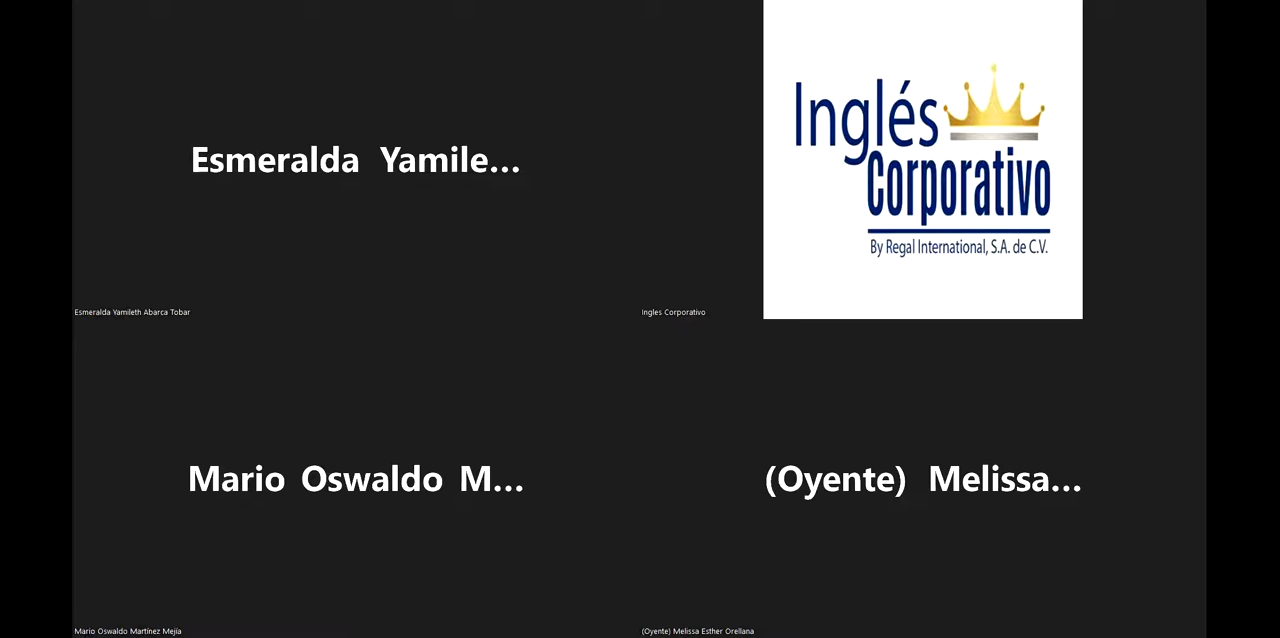 Esmeralda Yamile...
Esmeralda Yamileth Abarca Tobar
Inglés
Corporativo
By Regal International, S.A. de C.V.
Ingles Corporativo
Mario Oswaldo M...
Mario Oswaldo Martínez Mejía
(Oyente) Melissa...
(Oyente) Melissa Esther Orellana